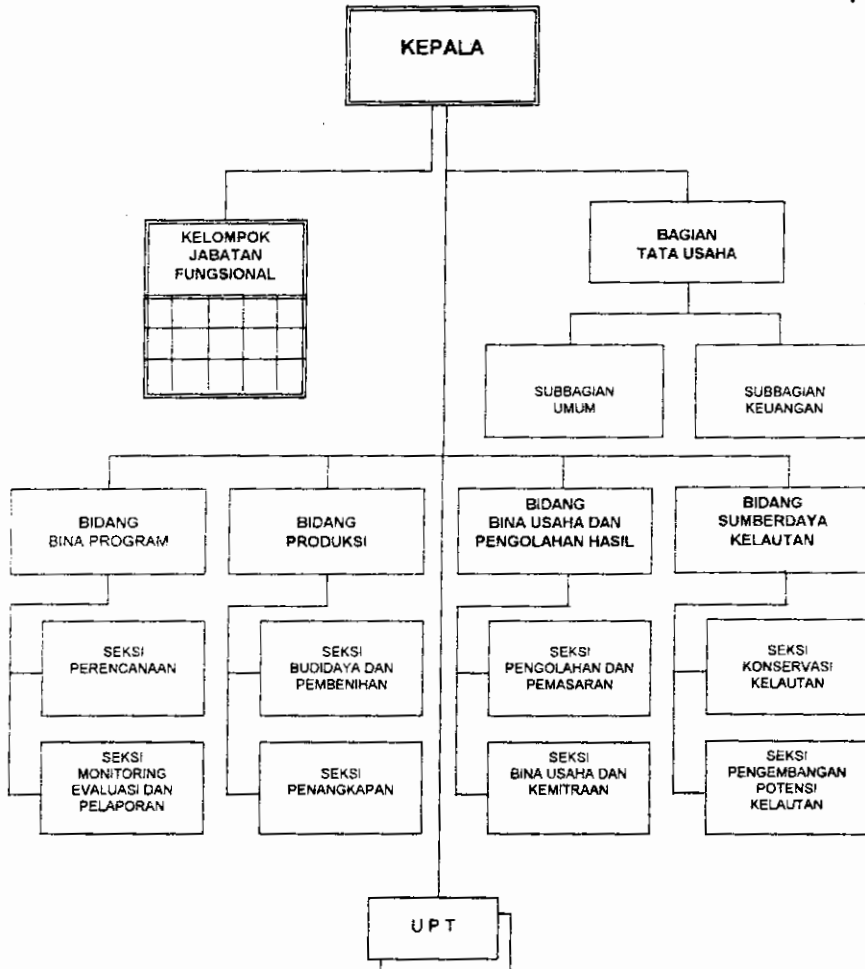 KEPALA
KELOMPOK
JABATAN
FUNGSIONAL
BAGIAN
TATA USAHA
SUBBAGIAN
UMUM
SUBBAGIAN
KEUANGAN
BIDANG
BINA PROGRAM
BIDANG
PRODUKSI
BIDANG
BINA USAHA DAN
PENGOLAHAN HASIL
BIDANG
SUMBERDAYA
KELAUTAN
SEKSI
PERENCANAAN
SEKSI
BUDIDAYA DAN
PEMBENIHAN
SEKSI
PENGOLAHAN DAN
PEMASARAN
SEKSI
KONSERVASI
KELAUTAN
SEKSI
MONITORING
EVALUASI DAN
PELAPORAN
SEKSI
PENANGKAPAN
SEKSI
BINA USAHA DAN
KEMITRAAN
SEKSI
PENGEMBANGAN
POTENSI
KELAUTAN
UPT